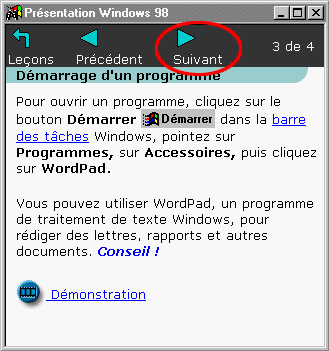 Présentation Windows 98
Leçons Précédent Suivant 3 de 4
Démarrage d'un programme
Pour ouvrir un programme, cliquez sur le
bouton Démarrer Démarrer dans la barre
des tâches Windows, pointez sur
Programmes, sur Accessoires, puis cliquez
sur WordPad.
Vous pouvez utiliser WordPad, un programme
de traitement de texte Windows, pour
rédiger des lettres, rapports et autres
documents. Conseil !
Démonstration